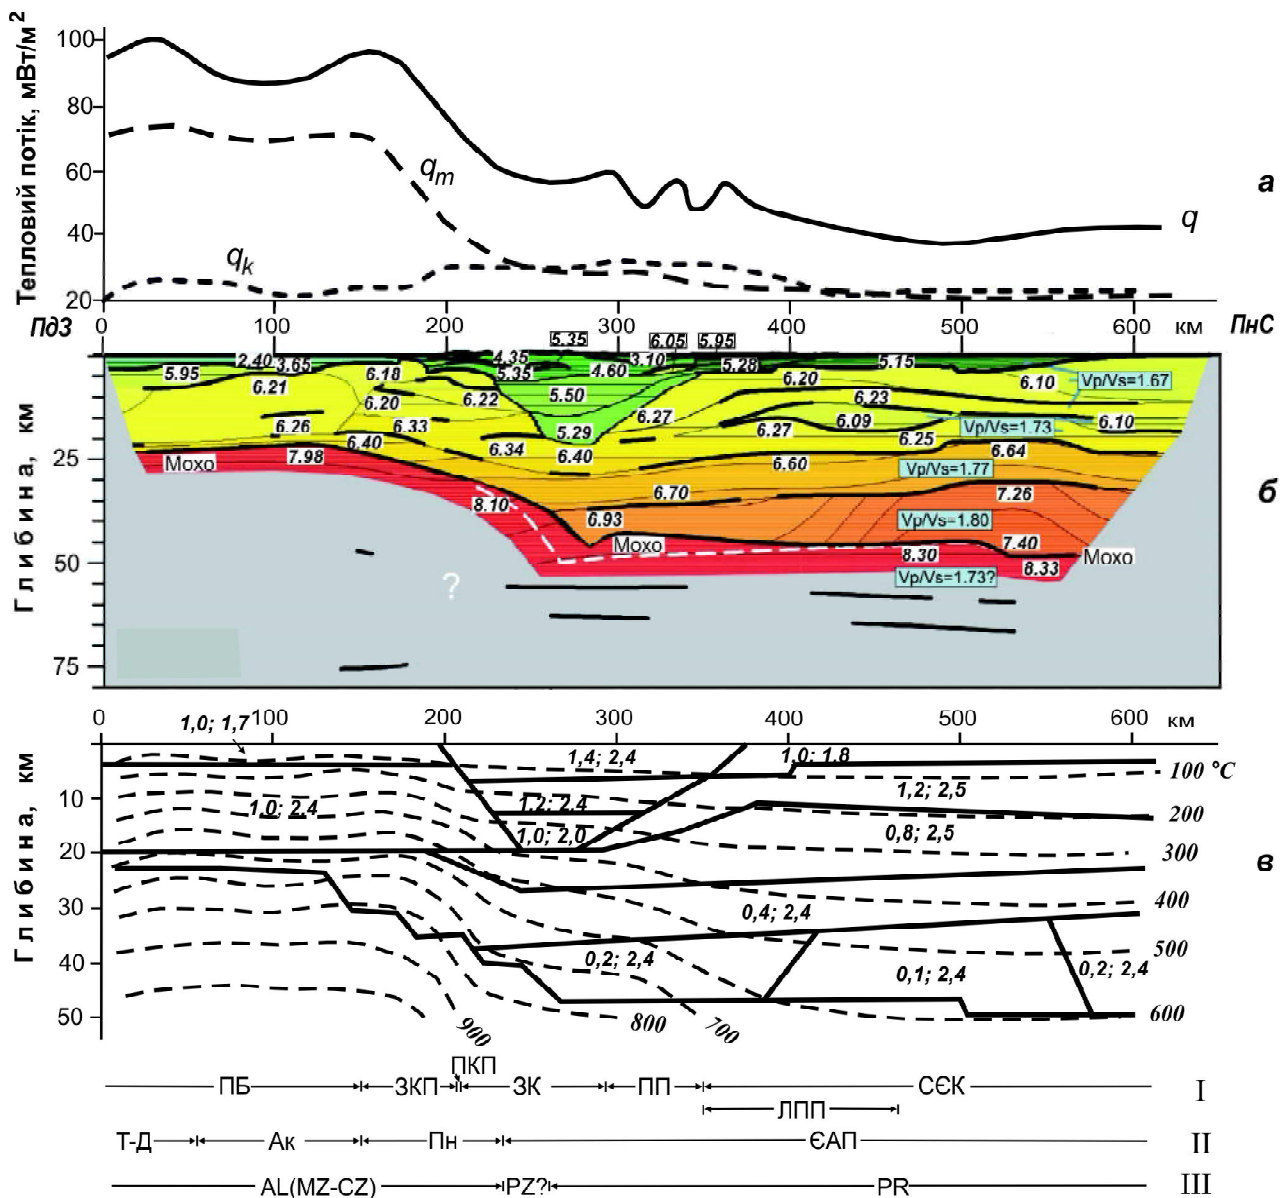 Тепловий потік, мВт/м²
100
80
60
40
20
q_m
q_k
q
а
ПдЗ 0 100 200 300 400 500 600 км ПнС
5.35 6.05 5.95
2.40 3.65 4.35 3.10 5.15
5.95 6.18 5.35 4.60 5.28
6.21 6.20 6.10 Vp/Vs=1.67
6.20 6.22 5.50 6.23
6.26 6.33 5.29 6.27 6.27 6.09 Vp/Vs=1.73 6.10
6.40 6.34 6.40 6.25 6.64
25 Мохо 7.98 6.60 Vp/Vs=1.77
8.10 6.70 7.26
6.93 Vp/Vs=1.80
Мохо 7.40 Мохо
50 8.30 8.33
Vp/Vs=1.73?
?
75
Глибина, км
б
0 1,0; 1,7 100 200 300 400 500 600 км
1,4; 2,4 1,0: 1.8 100 °C
10 1.0; 2.4 1.2; 2.4 1,2; 2,5 200
1,0; 2,0 0,8; 2,5
20 300
30 0,4; 2,4 400
40 0,2; 2,4 0,1; 2,4 0,2; 2,4 500
50 900 800 700 600
Глибина, км
в
ПКП
ПБ ЗКП ЗК ПП СЄК I
ЛПП
Т-Д Ак Пн ЄАП II
AL(MZ-CZ) PZ? PR III